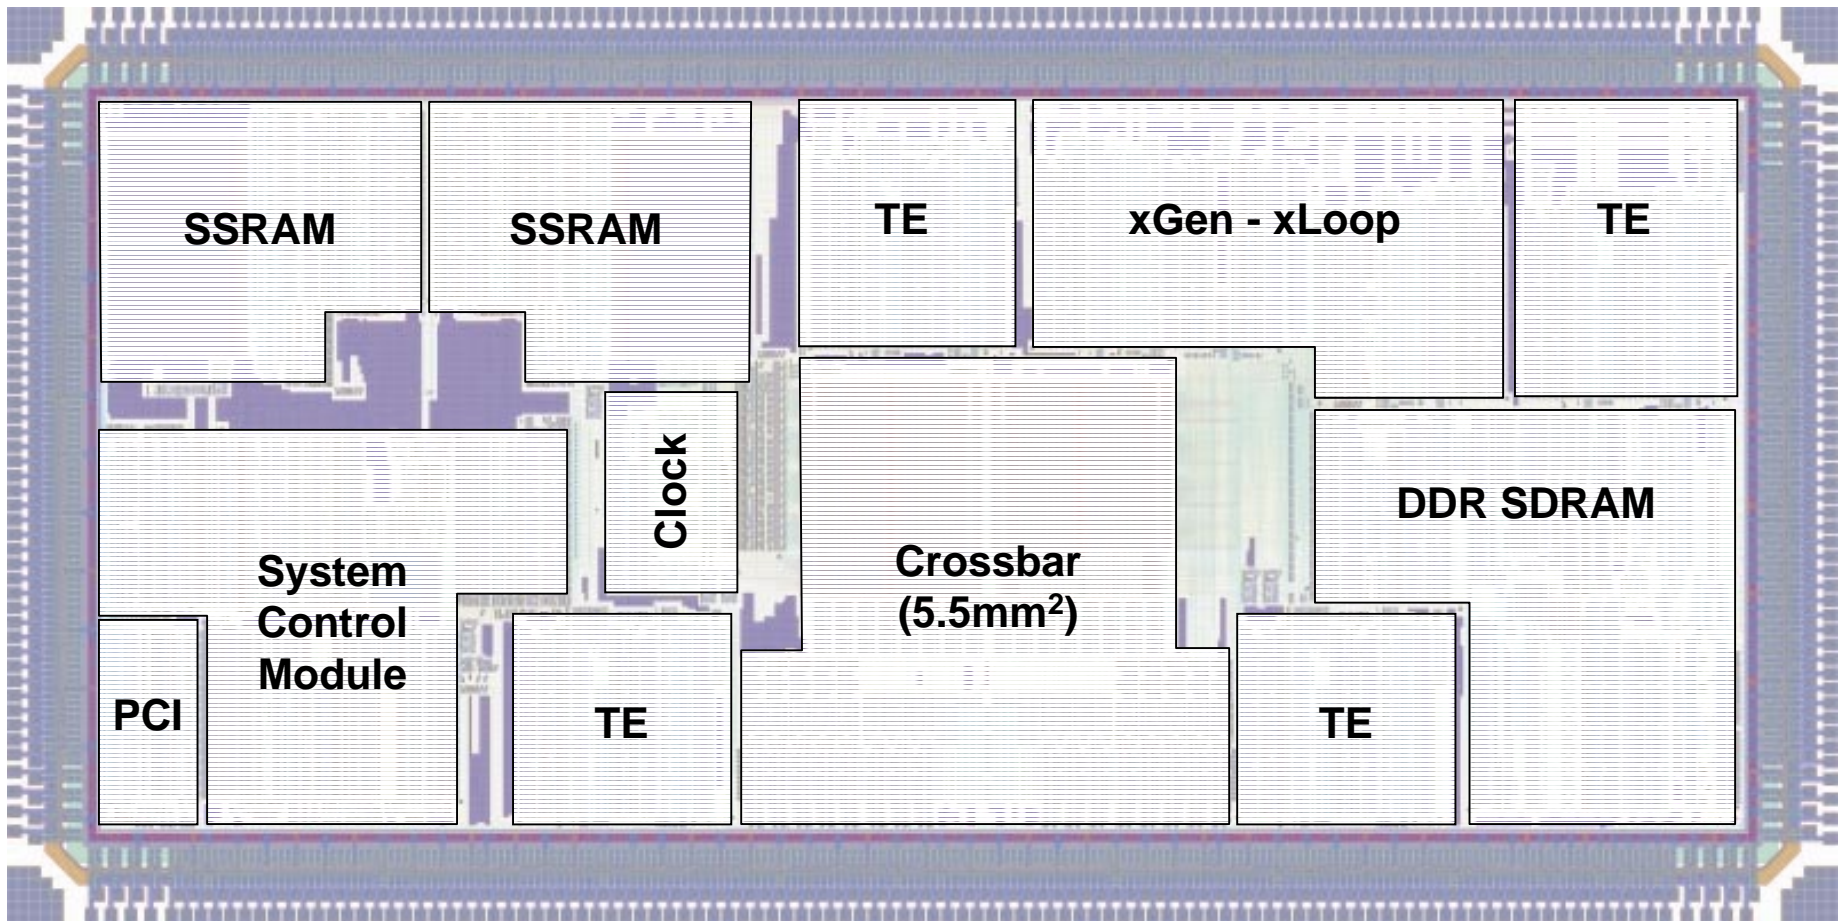 SSRAM
SSRAM
TE
xGen - xLoop
TE
Clock
DDR SDRAM
System
Control
Module
Crossbar
(5.5mm²)
PCI
TE
TE